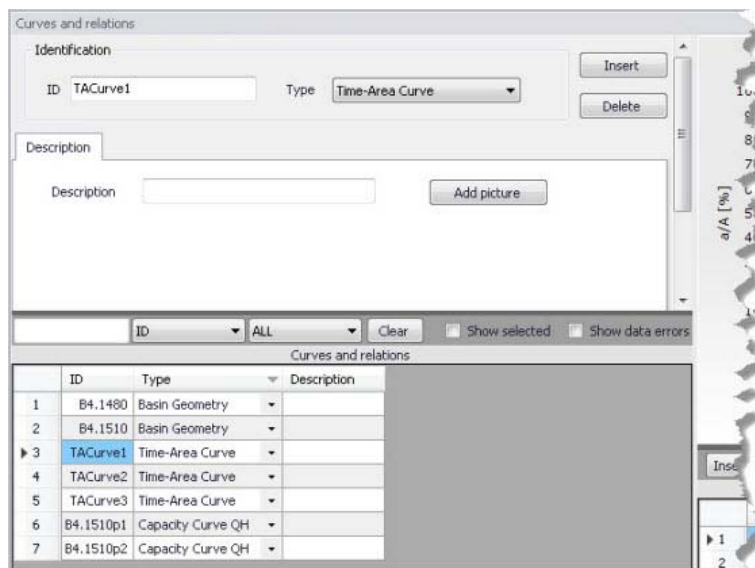 Curves and relations
Identification
ID TACurve1 Type Time-Area Curve
Insert
Delete
Description
Description Add picture
a/A [%]
ID ALL Clear Show selected Show data errors
Curves and relations
ID Type Description
1 B4.1480 Basin Geometry
2 B4.1510 Basin Geometry
3 TACurve1 Time-Area Curve
4 TACurve2 Time-Area Curve
5 TACurve3 Time-Area Curve
6 B4.1510p1 Capacity Curve QH
7 B4.1510p2 Capacity Curve QH
1
2